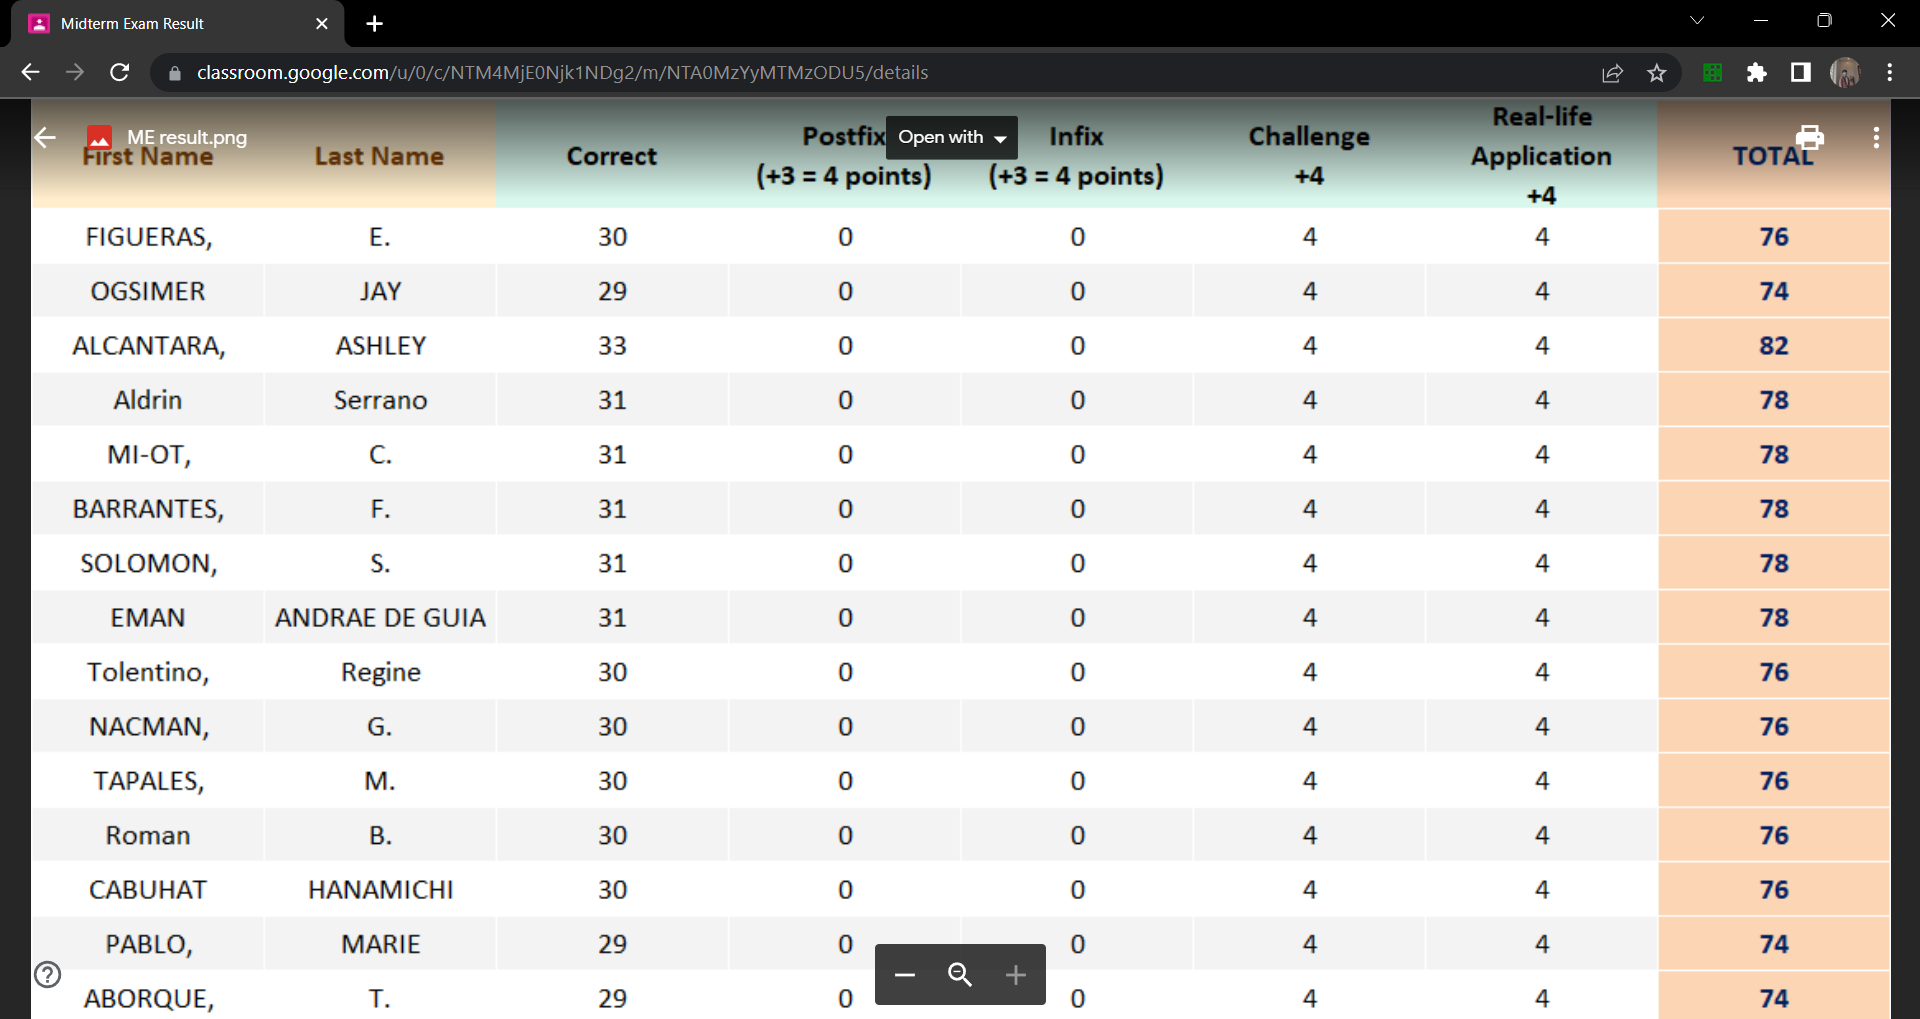 Midterm Exam Result
classroom.google.com/u/0/c/NTM4MjE0Njk1NDg2/m/NTA0MzYyMTMzODU5/details
ME result.png
Open with
First Name Last Name Correct Postfix (+3 = 4 points) Infix (+3 = 4 points) Challenge +4 Real-life Application +4 TOTAL
FIGUERAS, E. 30 0 0 4 4 76
OGSIMER JAY 29 0 0 4 4 74
ALCANTARA, ASHLEY 33 0 0 4 4 82
Aldrin Serrano 31 0 0 4 4 78
MI-OT, C. 31 0 0 4 4 78
BARRANTES, F. 31 0 0 4 4 78
SOLOMON, S. 31 0 0 4 4 78
EMAN ANDRAE DE GUIA 31 0 0 4 4 78
Tolentino, Regine 30 0 0 4 4 76
NACMAN, G. 30 0 0 4 4 76
TAPALES, M. 30 0 0 4 4 76
Roman B. 30 0 0 4 4 76
CABUHAT HANAMICHI 30 0 0 4 4 76
PABLO, MARIE 29 0 0 4 4 74
ABORQUE, T. 29 0 0 4 4 74